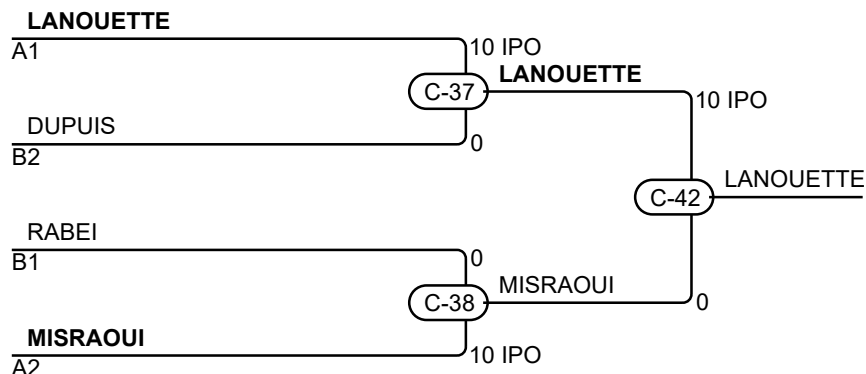 LANOUETTE
A1
10 IPO
C-37
LANOUETTE
10 IPO
DUPUIS
B2
0
C-42
LANOUETTE
RABEI
B1
0
C-38
MISRAOUI
0
MISRAOUI
A2
10 IPO